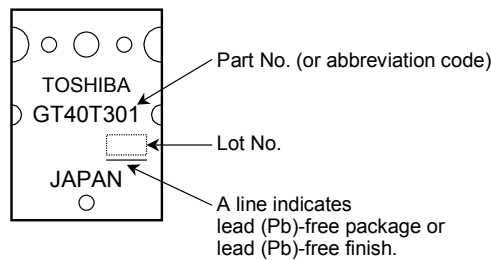 TOSHIBA
GT40T301
JAPAN
Part No. (or abbreviation code)
Lot No.
A line indicates
lead (Pb)-free package or
lead (Pb)-free finish.